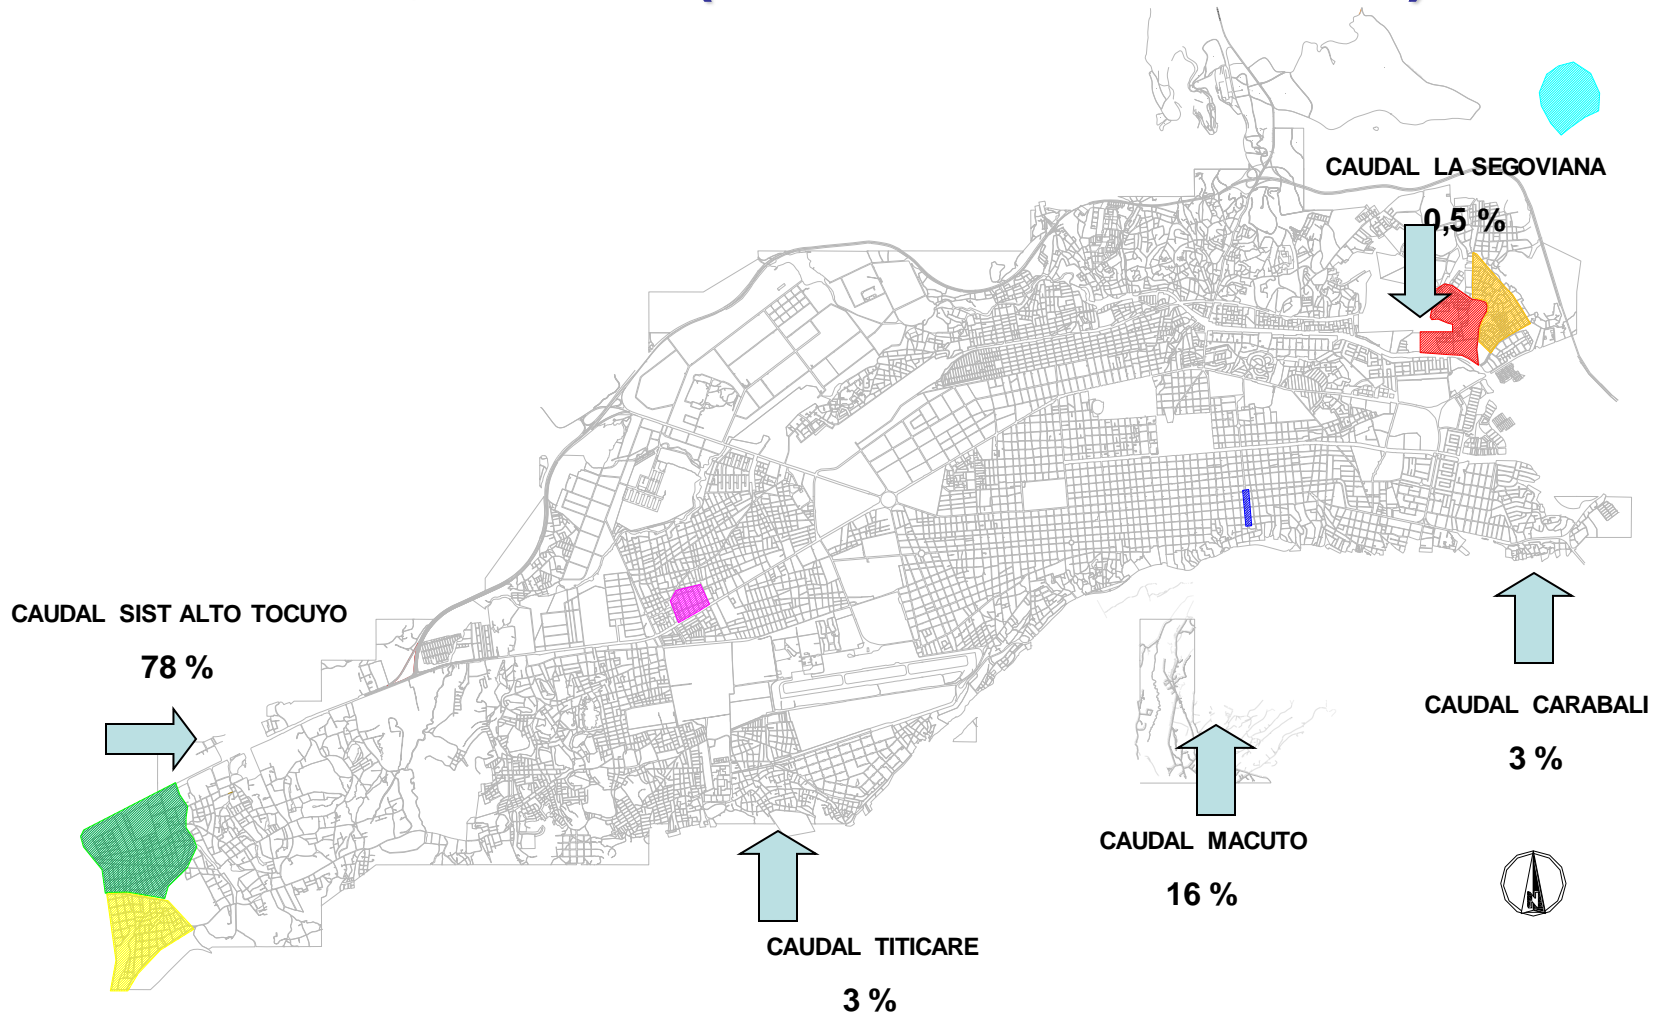 CAUDAL LA SEGOVIANA
0,5 %
CAUDAL SIST ALTO TOCUYO
78 %
CAUDAL CARABALI
3 %
CAUDAL MACUTO
16 %
CAUDAL TITICARE
3 %
N